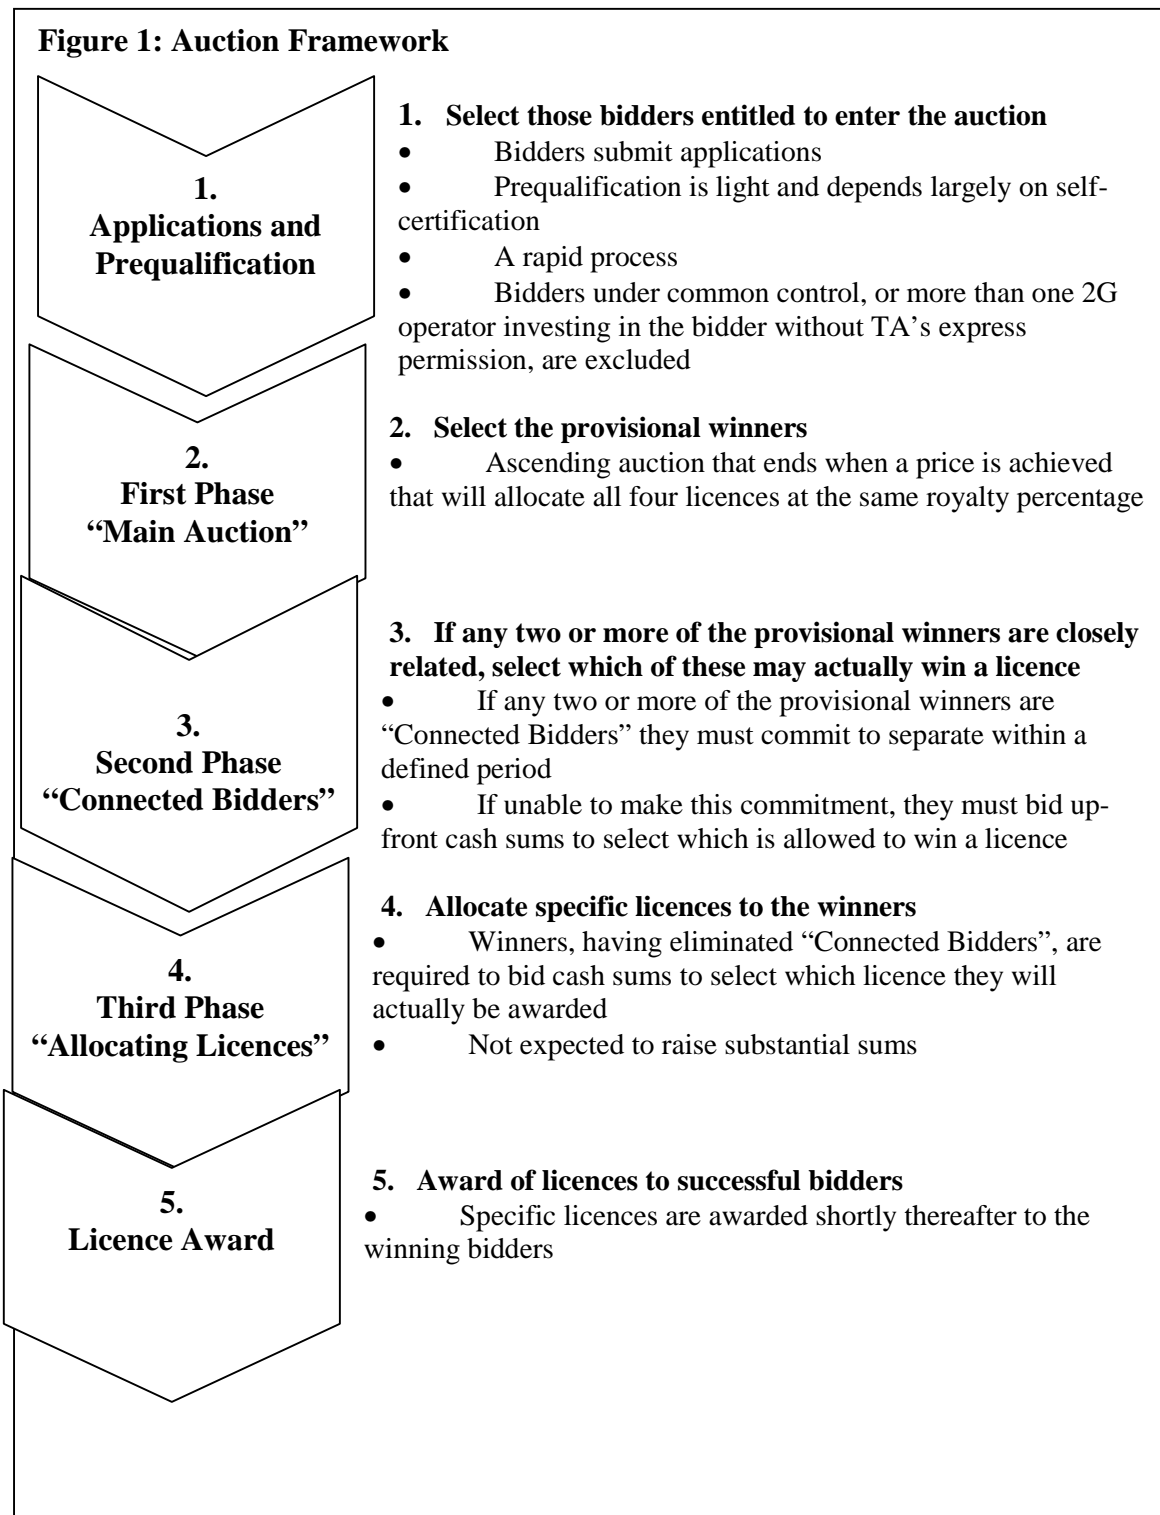 Figure 1: Auction Framework
1.
Applications and
Prequalification
1. Select those bidders entitled to enter the auction
• Bidders submit applications
• Prequalification is light and depends largely on self-
certification
• A rapid process
• Bidders under common control, or more than one 2G
operator investing in the bidder without TA’s express
permission, are excluded
2.
First Phase
“Main Auction”
2. Select the provisional winners
• Ascending auction that ends when a price is achieved
that will allocate all four licences at the same royalty percentage
3.
Second Phase
“Connected Bidders”
3. If any two or more of the provisional winners are closely
related, select which of these may actually win a licence
• If any two or more of the provisional winners are
“Connected Bidders” they must commit to separate within a
defined period
• If unable to make this commitment, they must bid up-
front cash sums to select which is allowed to win a licence
4.
Third Phase
“Allocating Licences”
4. Allocate specific licences to the winners
• Winners, having eliminated “Connected Bidders”, are
required to bid cash sums to select which licence they will
actually be awarded
• Not expected to raise substantial sums
5.
Licence Award
5. Award of licences to successful bidders
• Specific licences are awarded shortly thereafter to the
winning bidders